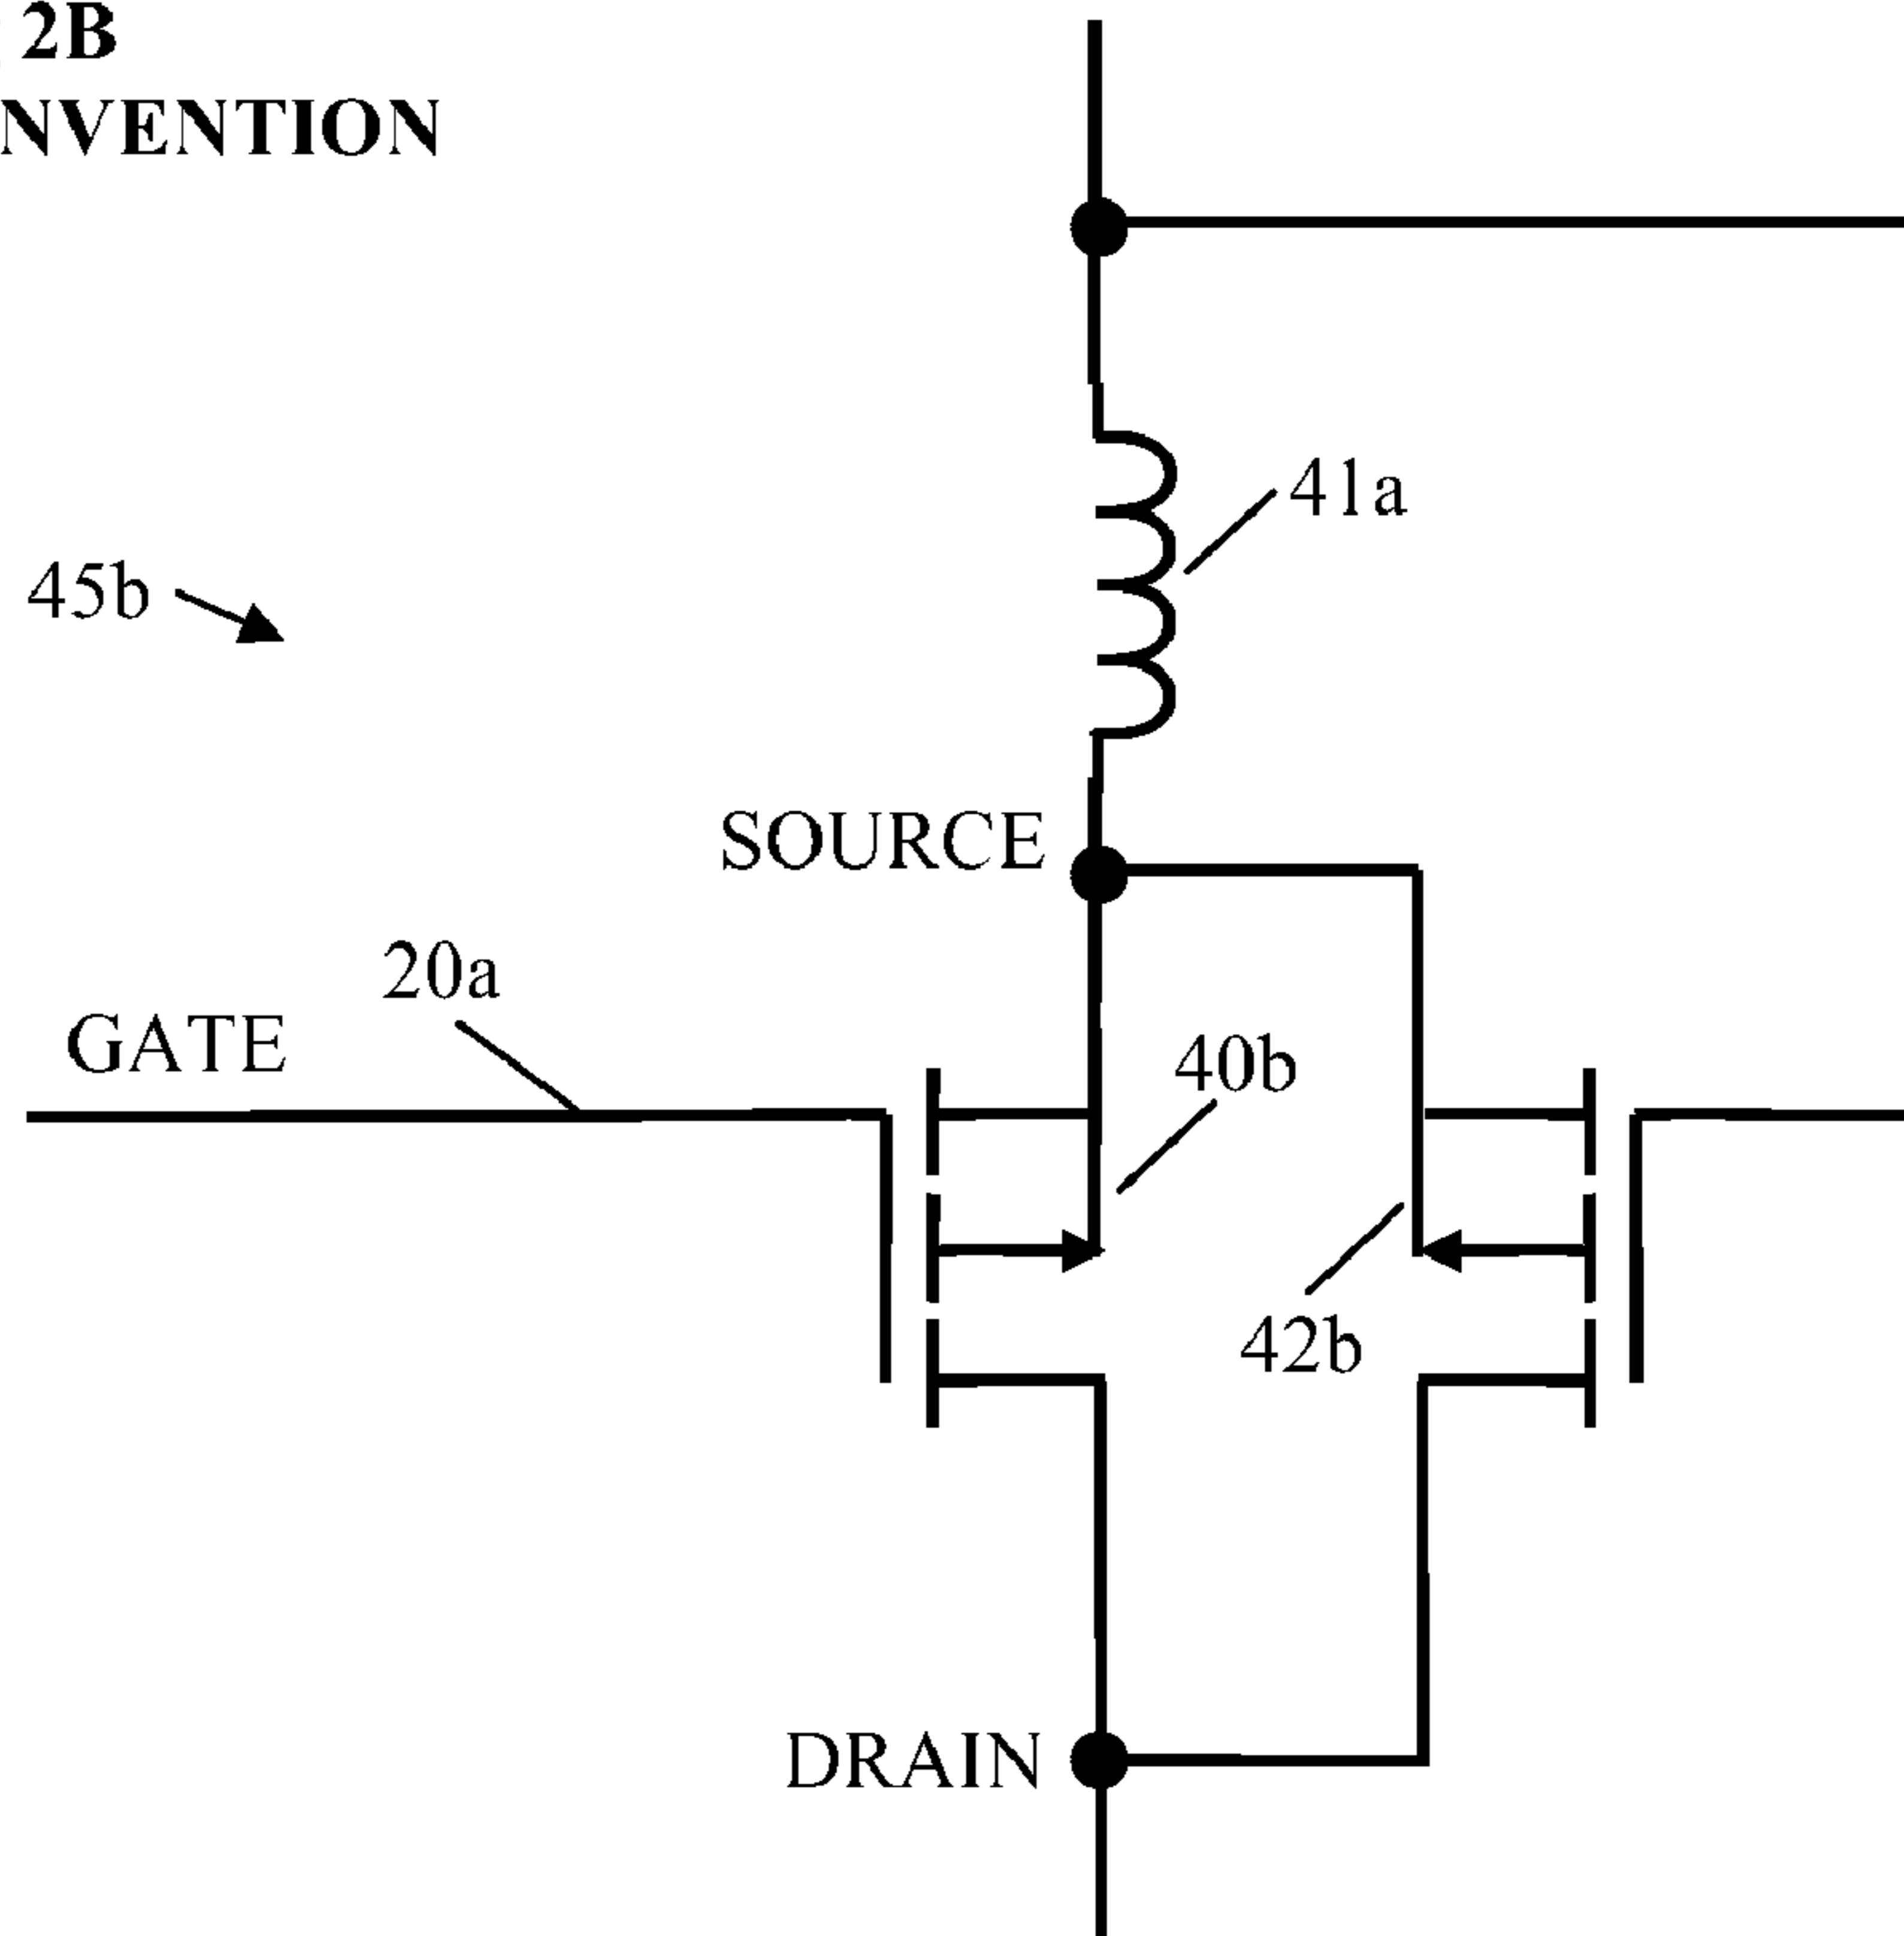 2B
NVENTION
41a
45b
SOURCE
20a
GATE
40b
42b
DRAIN